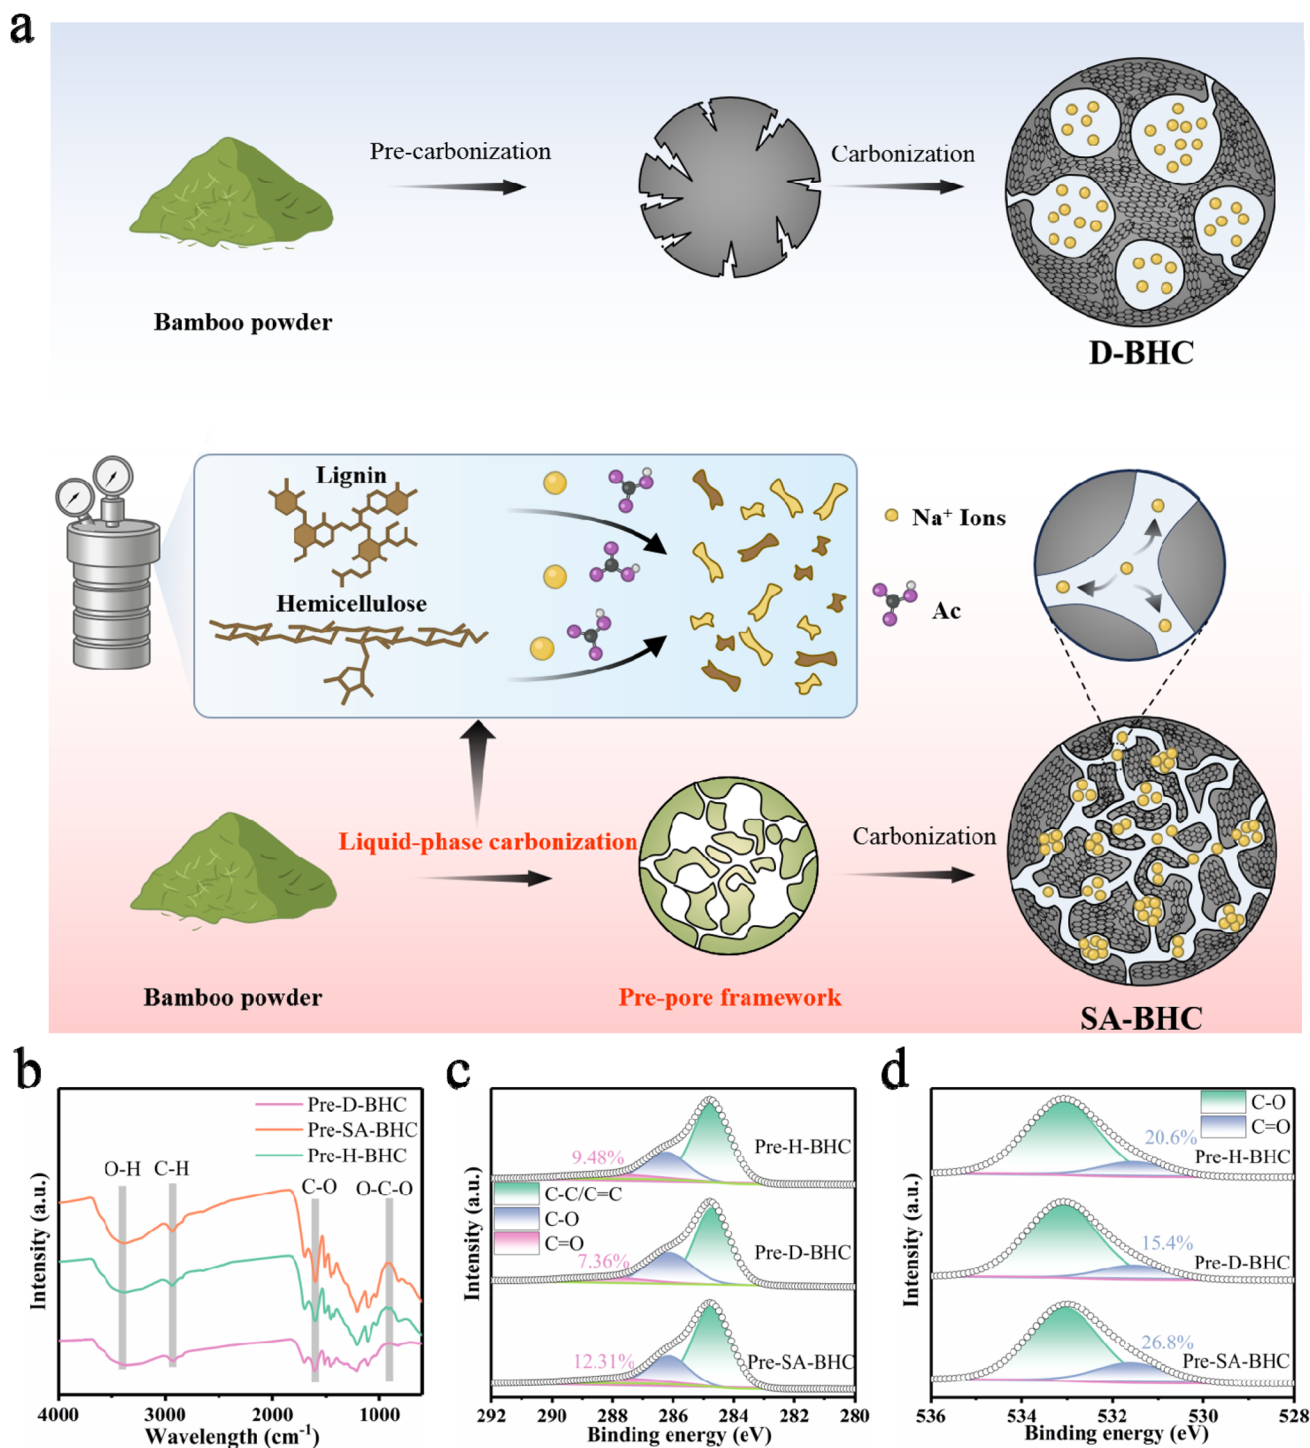 a
Pre-carbonization
Carbonization
Bamboo powder
D-BHC
Lignin
Hemicellulose
Na+ Ions
Ac
Liquid-phase carbonization
Carbonization
Bamboo powder
Pre-pore framework
SA-BHC
b
Pre-D-BHC
Pre-SA-BHC
Pre-H-BHC
O-H
C-H
C-O
O-C-O
Intensity (a.u.)
4000
3000
2000
1000
Wavelength (cm-1)
c
Pre-H-BHC
9.48%
C-C/C=C
C-O
C=O
Pre-D-BHC
7.36%
Pre-SA-BHC
12.31%
Intensity (a.u.)
292
290
288
286
284
282
280
Binding energy (eV)
d
C-O
C=O
20.6%
Pre-H-BHC
15.4%
Pre-D-BHC
26.8%
Pre-SA-BHC
Intensity (a.u.)
536
534
532
530
528
Binding energy (eV)